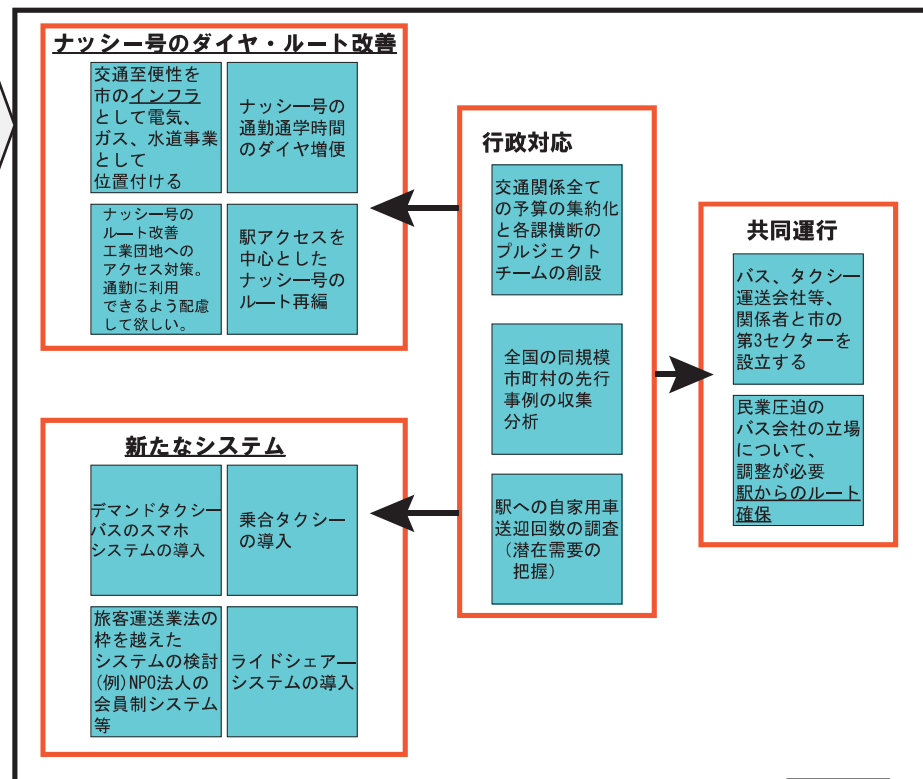 ナッシー号のダイヤ・ルート改善
交通至便性を
市のインフラ
として電気、
ガス、水道事業
として
位置付ける
ナッシー号の
通勤通学時間
のダイヤ増便
ナッシー号の
ルート改善
工業団地への
アクセス対策。
通勤に利用
できるよう配慮
して欲しい。
駅アクセスを
中心とした
ナッシー号の
ルート再編
新たなシステム
デマンドタクシー
バスのスマホ
システムの導入
乗合タクシー
の導入
旅客運送業法の
枠を越えた
システムの検討
(例)NPO法人の
会員制システム
等
ライドシェアー
システムの導入
行政対応
交通関係全て
の予算の集約化
と各課横断の
プルジェクト
チームの創設
全国の同規模
市町村の先行
事例の収集
分析
駅への自家用車
送迎回数の調査
(潜在需要の
把握)
共同運行
バス、タクシー
運送会社等、
関係者と市の
第3セクターを
設立する
民業圧迫の
バス会社の立場
について、
調整が必要
駅からのルート
確保